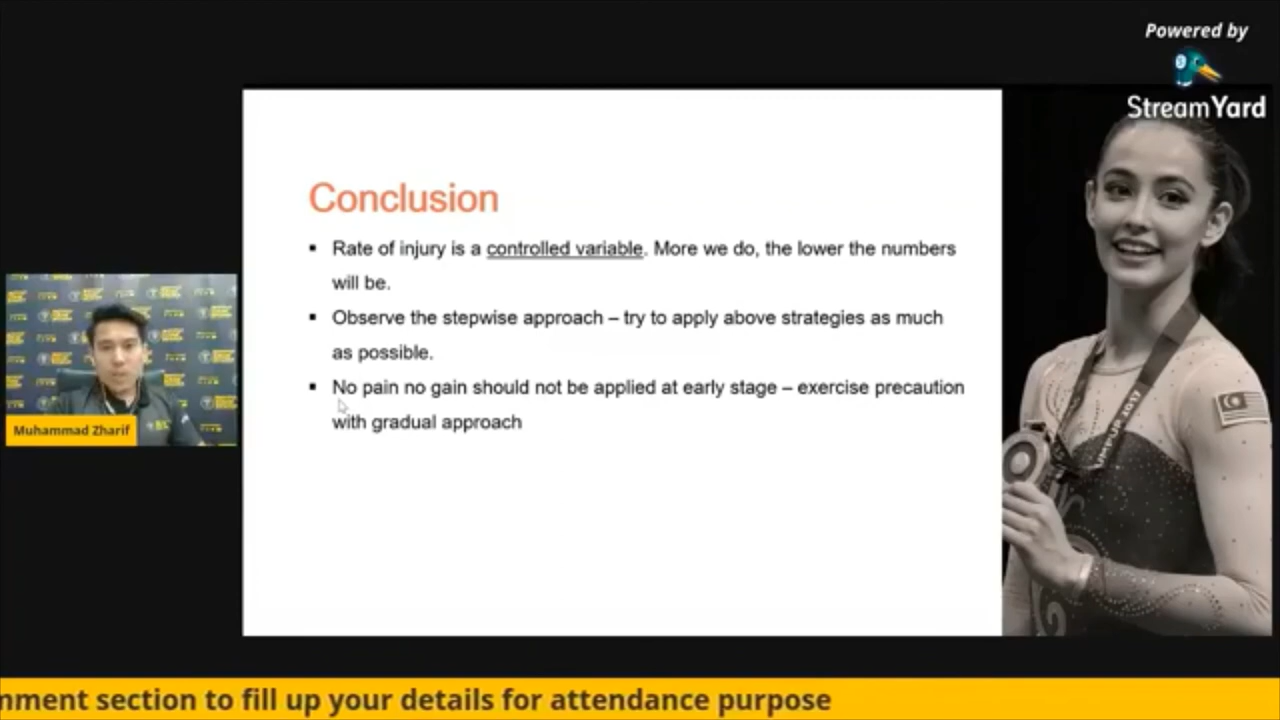 Powered by
StreamYard
Conclusion
▪ Rate of injury is a controlled variable. More we do, the lower the numbers
will be.
▪ Observe the stepwise approach – try to apply above strategies as much
as possible.
▪ No pain no gain should not be applied at early stage – exercise precaution
with gradual approach
Muhammad Zharif
section to fill up your details for attendance purpose